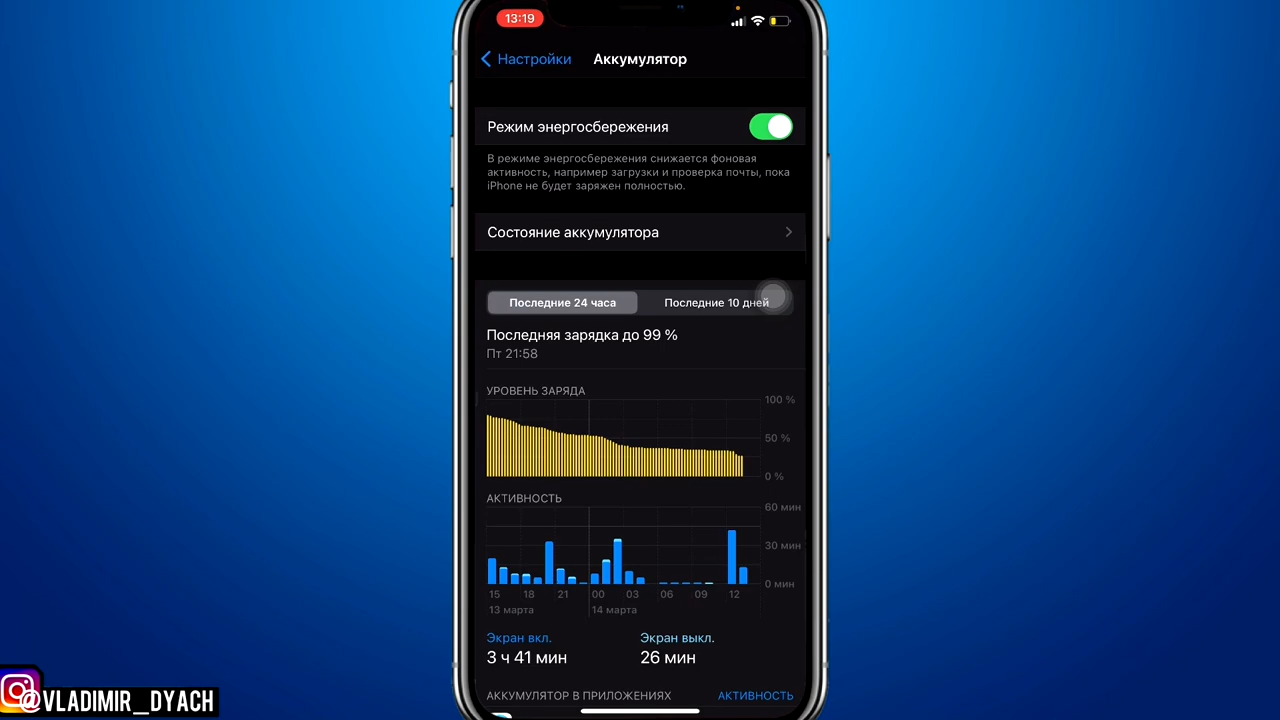 13:19
Настройки
Аккумулятор
Режим энергосбережения
В режиме энергосбережения снижается фоновая
активность, например загрузки и проверка почты, пока
iPhone не будет заряжен полностью.
Состояние аккумулятора
Последние 24 часа
Последние 10 дней
Последняя зарядка до 99 %
Пт 21:58
УРОВЕНЬ ЗАРЯДА
100 %
50 %
0 %
АКТИВНОСТЬ
60 мин
30 мин
0 мин
15 18 21 00 03 06 09 12
13 марта 14 марта
Экран вкл. Экран выкл.
3 ч 41 мин 26 мин
АККУМУЛЯТОР В ПРИЛОЖЕНИЯХ АКТИВНОСТЬ
@VLADIMIR_DYACH